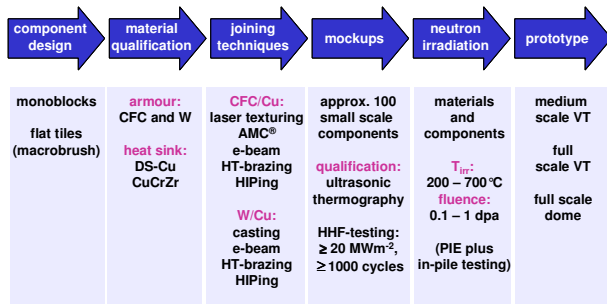 component
design
material
qualification
joining
techniques
mockups
neutron
irradiation
prototype
monoblocks
flat tiles
(macrobrush)
armour:
CFC and W
heat sink:
DS-Cu
CuCrZr
CFC/Cu:
laser texturing
AMC®
e-beam
HT-brazing
HIPing
W/Cu:
casting
e-beam
HT-brazing
HIPing
approx. 100
small scale
components
qualification:
ultrasonic
thermography
HHF-testing:
≥ 20 MWm⁻²,
≥ 1000 cycles
materials
and
components
Tirr:
200 – 700°C
fluence:
0.1 – 1 dpa
(PIE plus
in-pile testing)
medium
scale VT
full
scale VT
full scale
dome